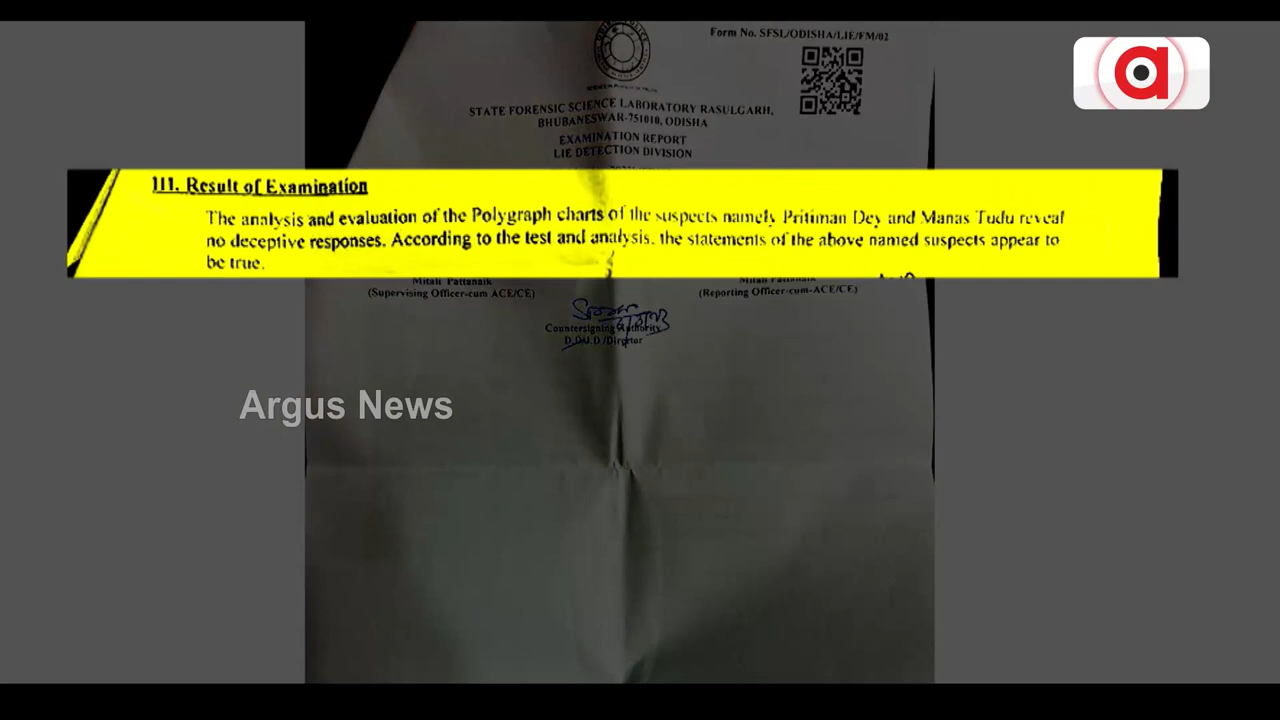 Form No. SFSL/ODISHA/LIE/FM/02
a
STATE FORENSIC SCIENCE LABORATORY RASULGARH,
BHUBANESWAR-751010, ODISHA
EXAMINATION REPORT
LIE DETECTION DIVISION
III. Result of Examination
The analysis and evaluation of the Polygraph charts of the suspects namely Pritiman Dey and Manas Tudu reveal
no deceptive responses. According to the test and analysis, the statements of the above named suspects appear to
be true.
Mitali Pattanaik
Mitali Pattanaik
(Supervising Officer-cum ACE/CE)
(Reporting Officer-cum-ACE/CE)
Countersigning Authority
/Director
Argus News